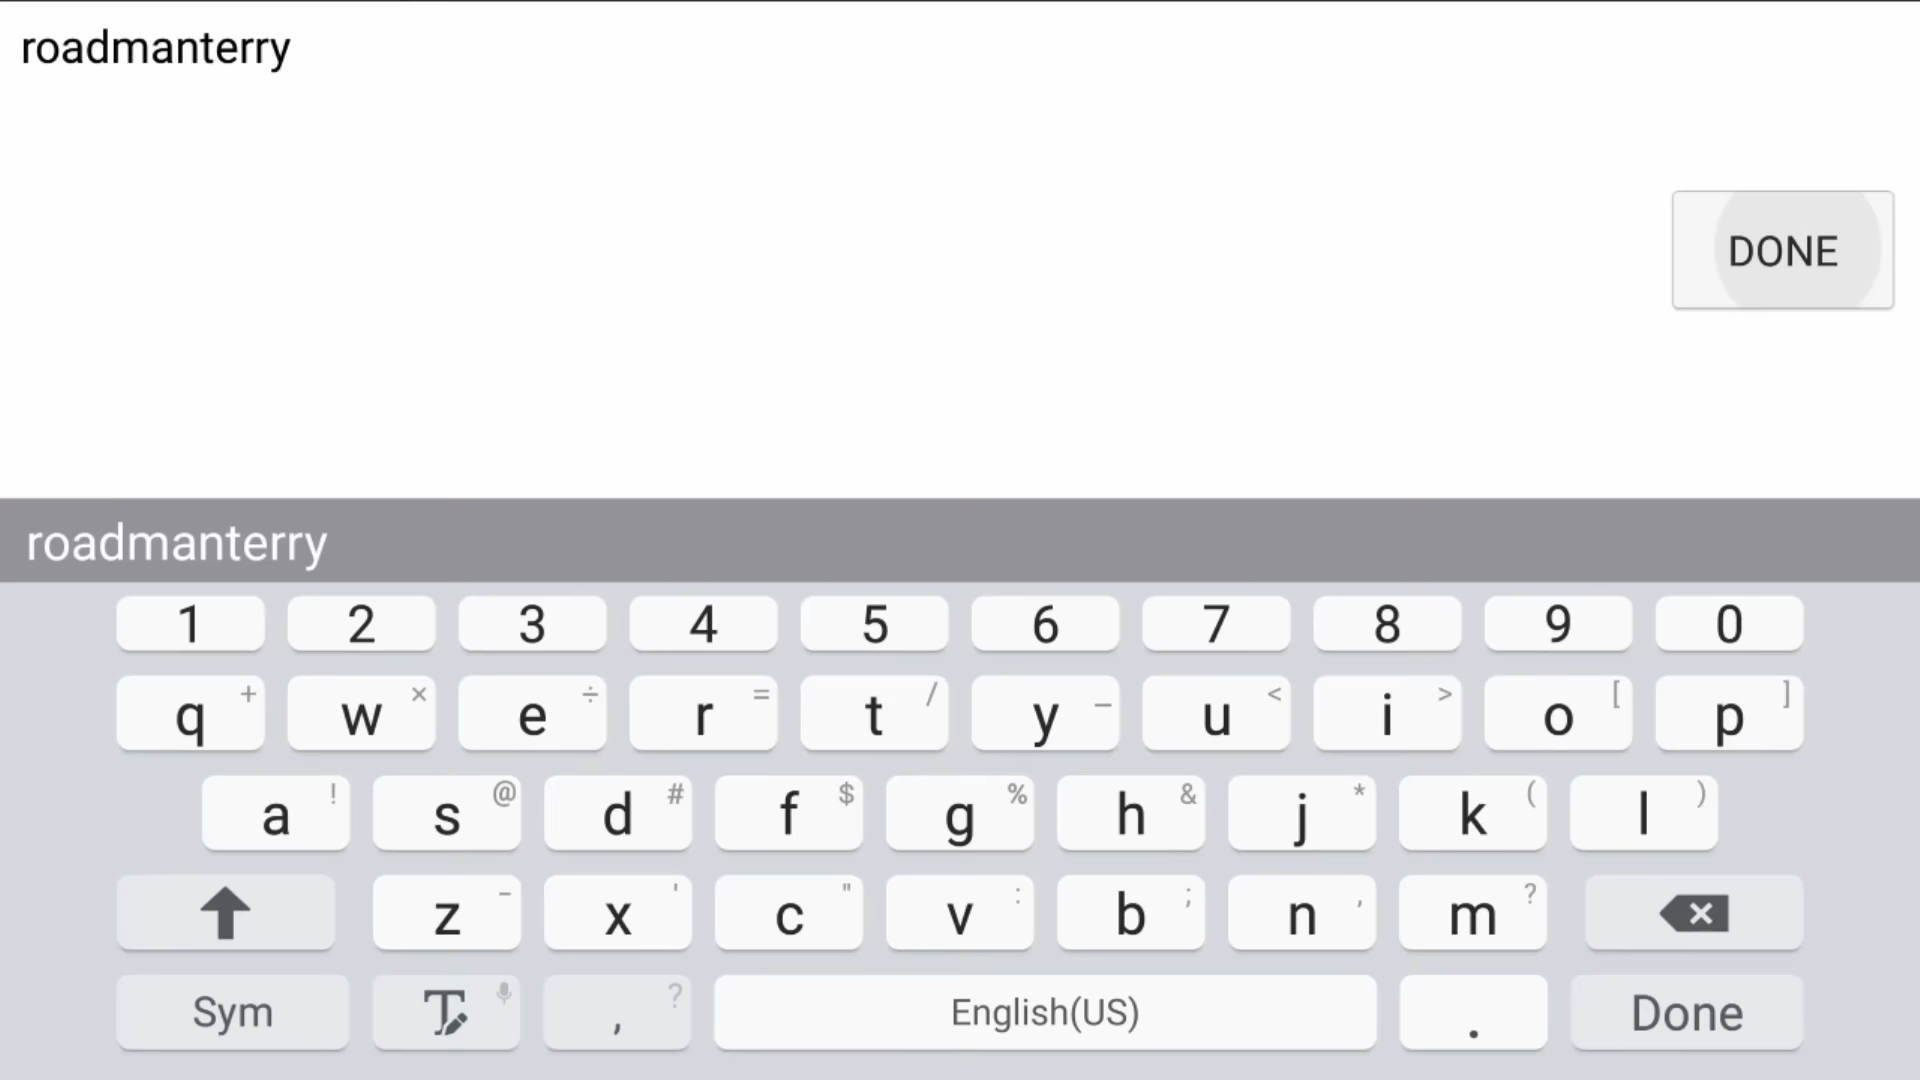 roadmanterry
DONE
roadmanterry
1 2 3 4 5 6 7 8 9 0
q + w × e ÷ r = t / y _ u < i > o [ p ]
a ! s @ d # f $ g % h & j * k ( l )
z - x ' c " v : b ; n , m ?
Sym T , ? English(US) . Done